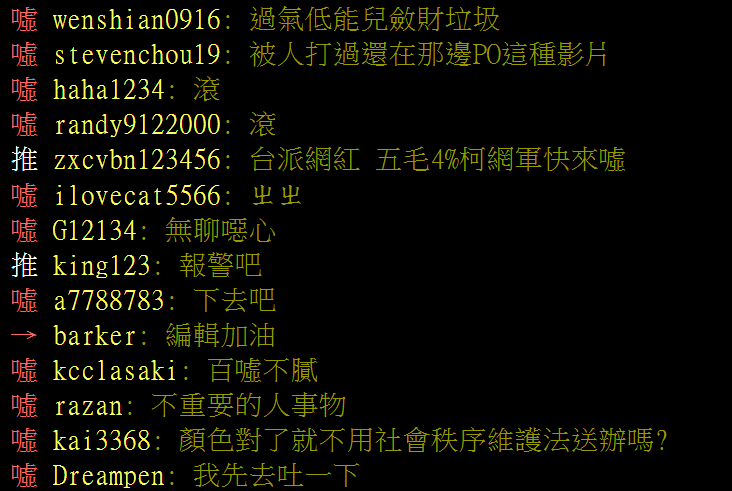 噓 wenshian0916: 過氣低能兒斂財垃圾
噓 stevenchou19: 被人打過還在那邊PO這種影片
噓 haha1234: 滾
噓 randy9122000: 滾
推 zxcvbn123456: 台派網紅 五毛4%柯網軍快來噓
噓 ilovecat5566: ㄓㄓ
噓 G12134: 無聊噁心
推 king123: 報警吧
噓 a7788783: 下去吧
→ barker: 編輯加油
噓 kcclasaki: 百噓不膩
噓 razan: 不重要的人事物
噓 kai3368: 顏色對了就不用社會秩序維護法送辦嗎?
噓 Dreampen: 我先去吐一下